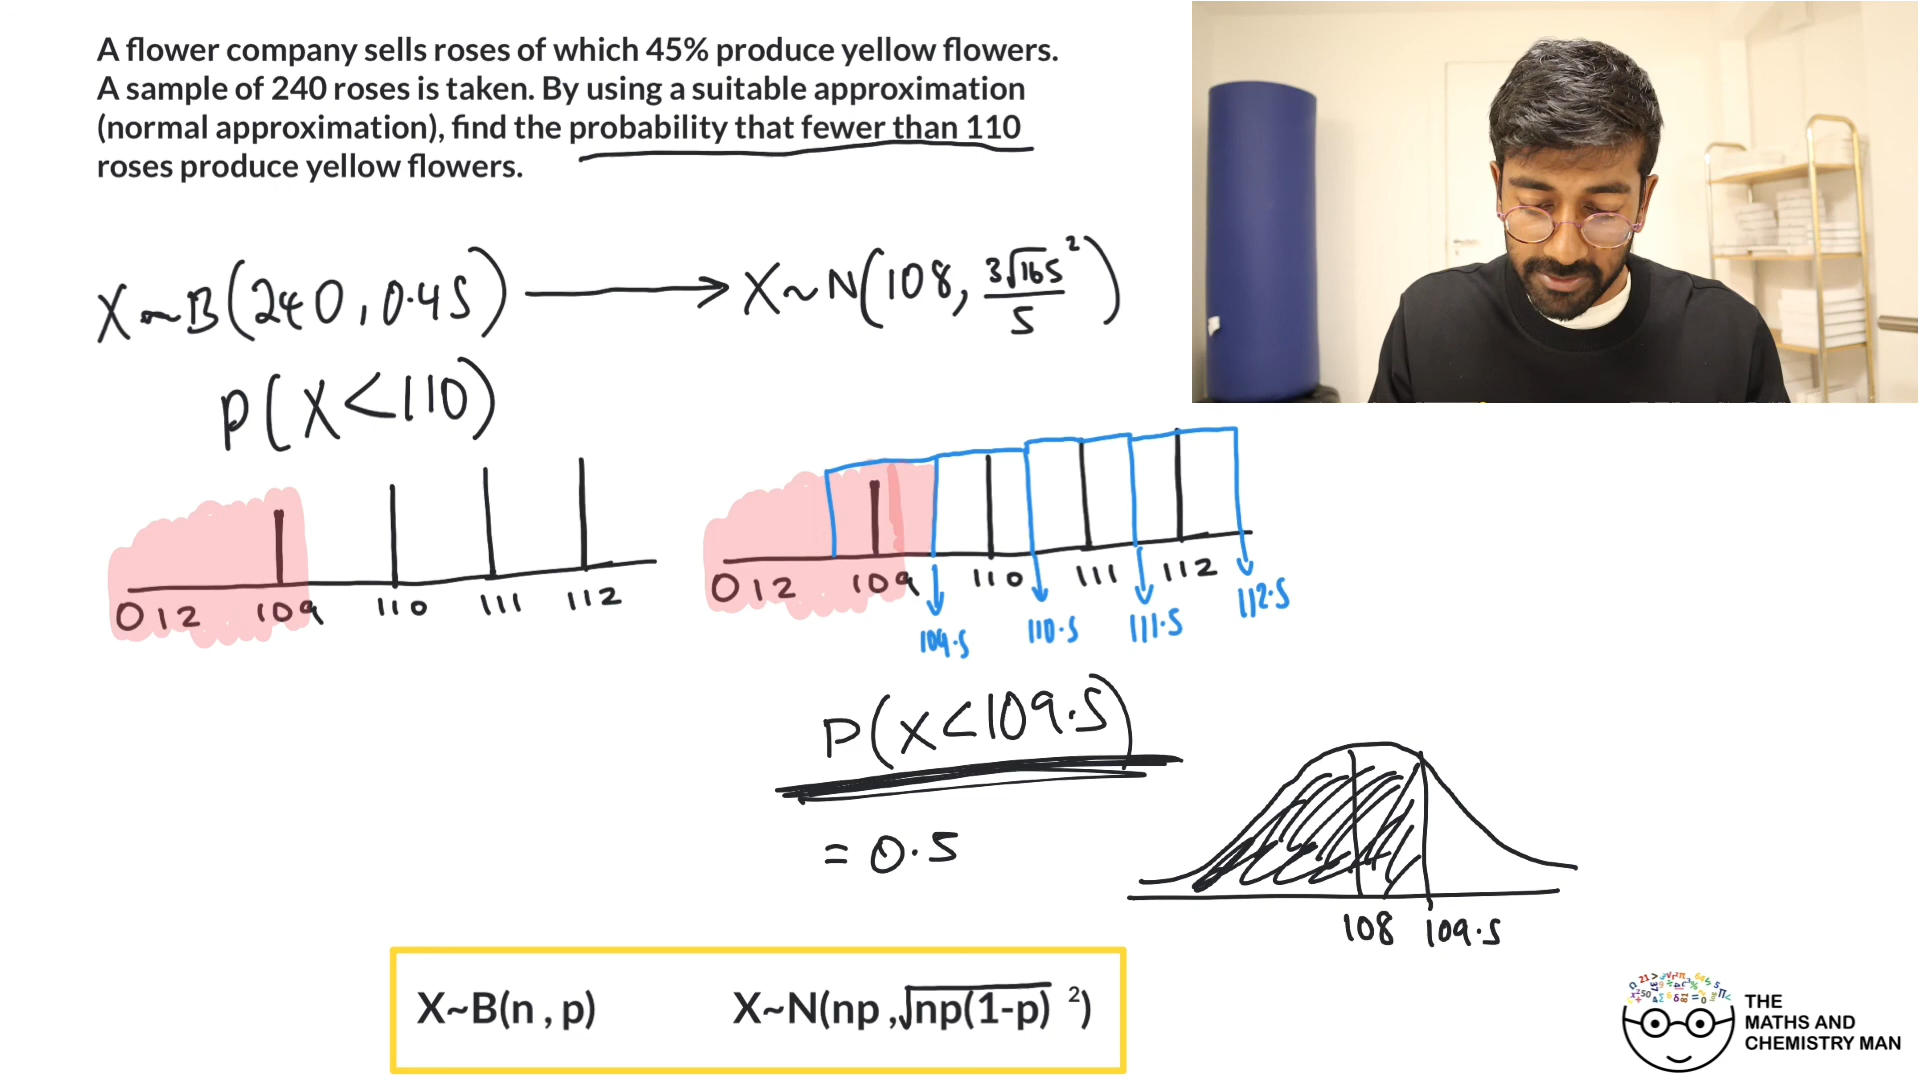 A flower company sells roses of which 45% produce yellow flowers.
A sample of 240 roses is taken. By using a suitable approximation
(normal approximation), find the probability that fewer than 110
roses produce yellow flowers.
X~B(240,0.45) → X~N(108, 3√165/5 ²)
P(X<110)
0 1 2 109 110 111 112
0 1 2 109 110 111 112
109.5 110.5 111.5 112.5
P(X<109.5)
= 0.5
108 109.5
X~B(n , p) X~N(np ,√np(1-p) ²)
THE
MATHS AND
CHEMISTRY MAN